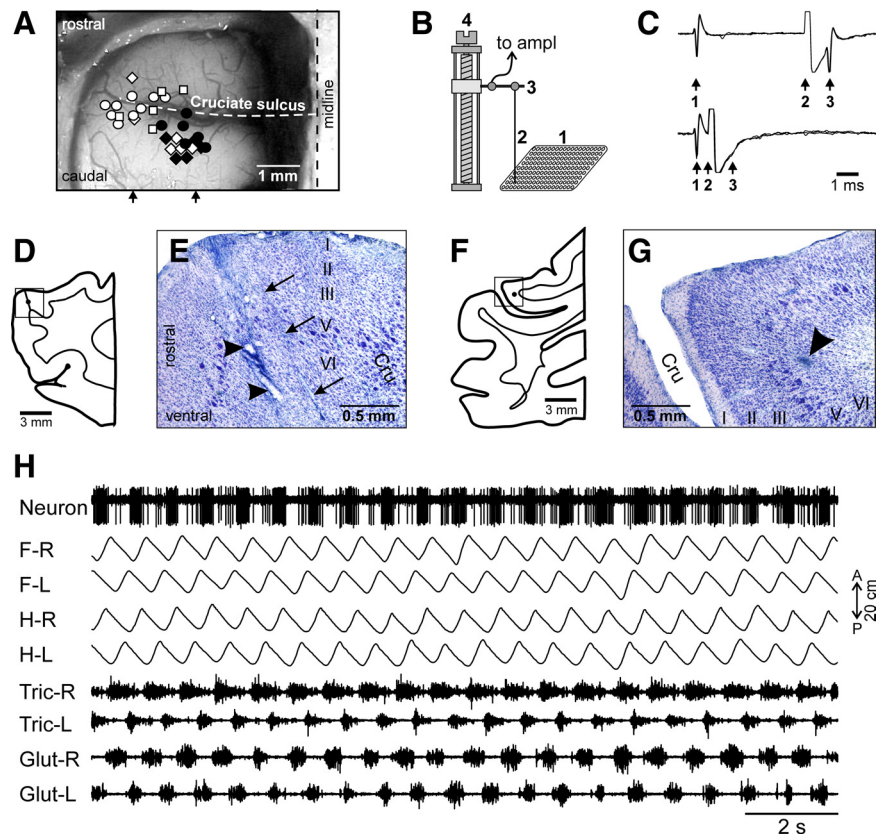 A
rostral
Cruciate sulcus
midline
caudal
1 mm
B
4
to ampl
3
2
1
C
1
2
3
1
2
3
1 ms
D
3 mm
E
I
II
III
V
VI
rostral
ventral
Cru
0.5 mm
F
3 mm
G
Cru
0.5 mm
I
II
III
V
VI
H
Neuron
F-R
F-L
H-R
H-L
Tric-R
Tric-L
Glut-R
Glut-L
A
P
20 cm
2 s